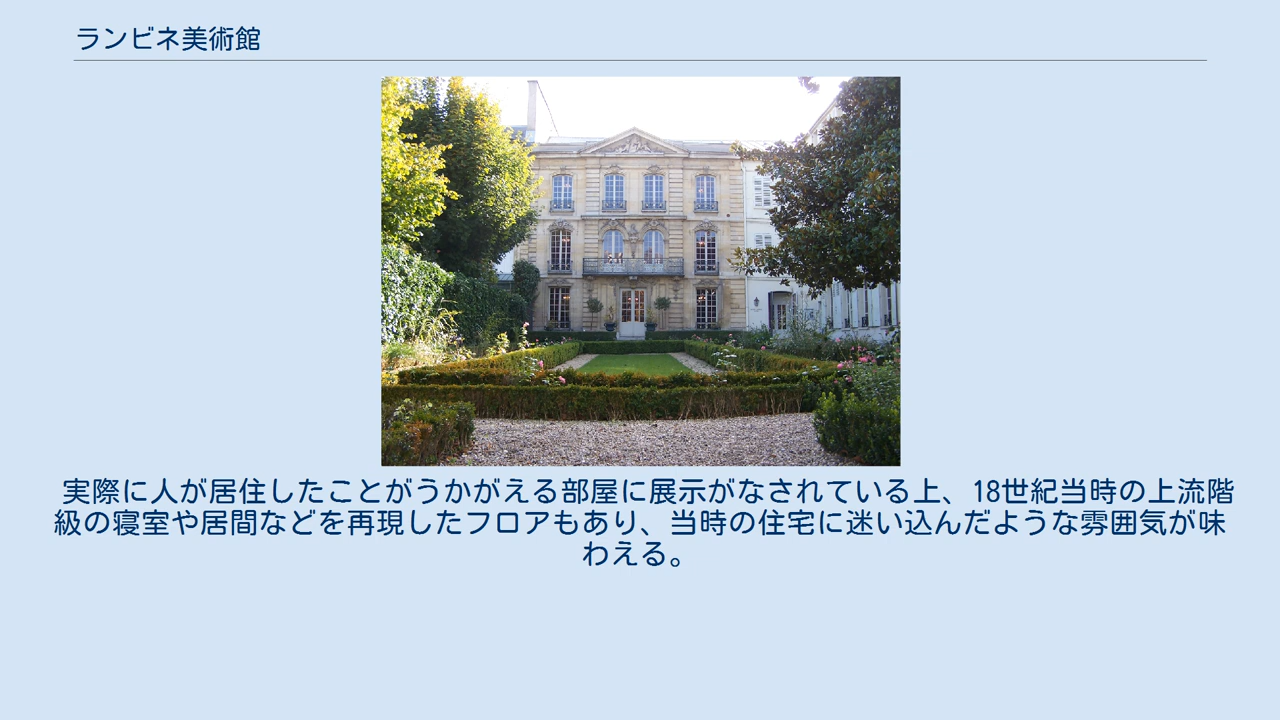 ランビネ美術館
実際に人が居住したことがうかがえる部屋に展示がなされている上、18世紀当時の上流階
級の寝室や居間などを再現したフロアもあり、当時の住宅に迷い込んだような雰囲気が味
わえる。